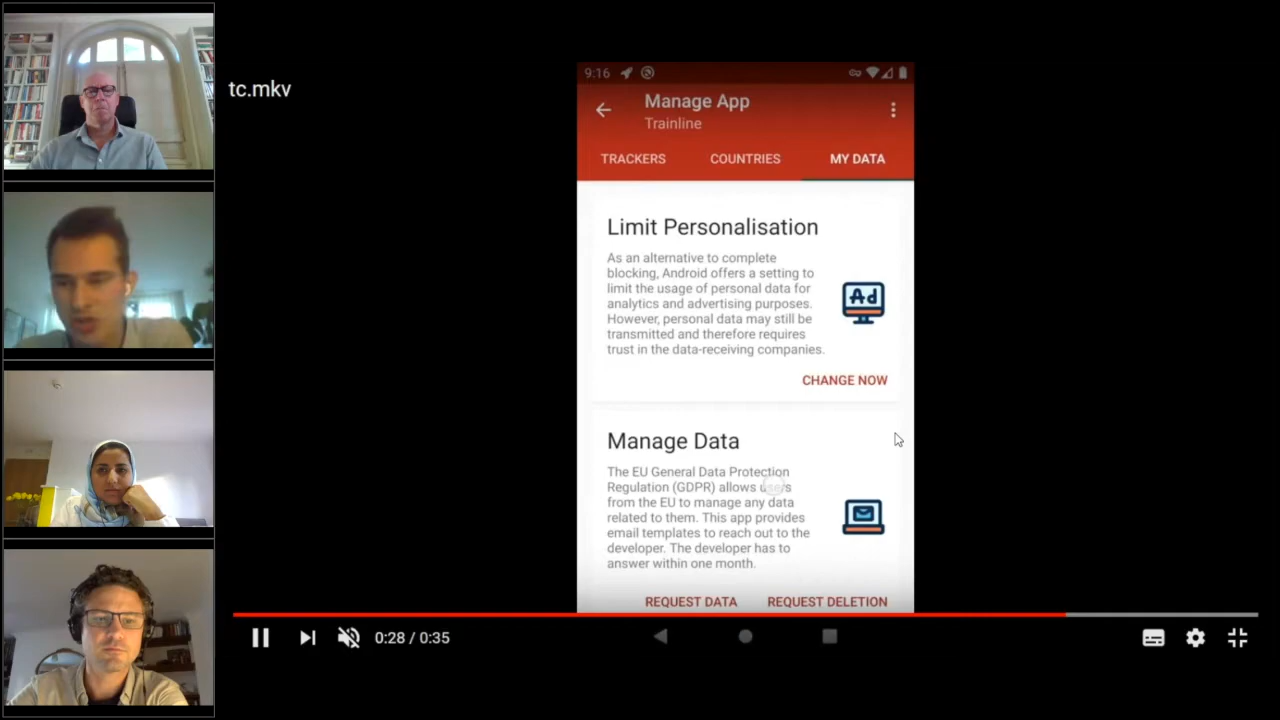 tc.mkv
9:16
Manage App
Trainline
TRACKERS
COUNTRIES
MY DATA
Limit Personalisation
As an alternative to complete
blocking, Android offers a setting to
limit the usage of personal data for
analytics and advertising purposes.
However, personal data may still be
transmitted and therefore requires
trust in the data-receiving companies.
Ad
CHANGE NOW
Manage Data
The EU General Data Protection
Regulation (GDPR) allows users
from the EU to manage any data
related to them. This app provides
email templates to reach out to the
developer. The developer has to
answer within one month.
REQUEST DATA
REQUEST DELETION
0:28 / 0:35